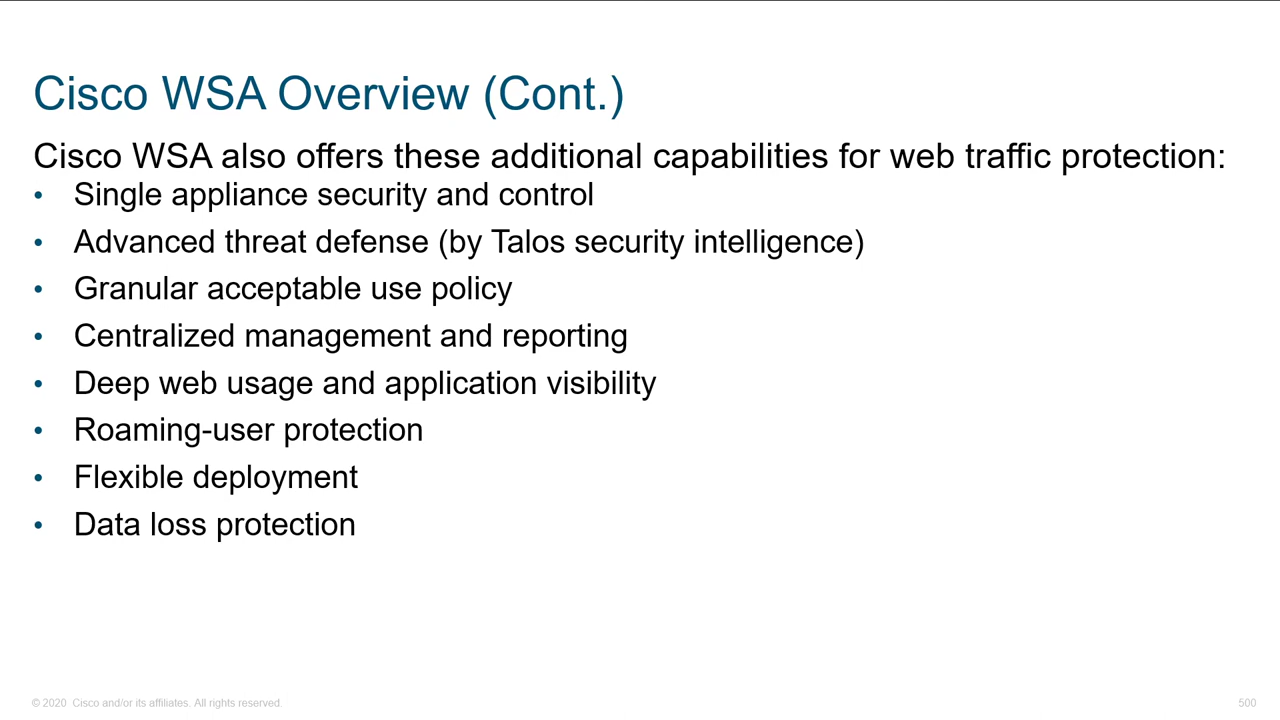 Cisco WSA Overview (Cont.)
Cisco WSA also offers these additional capabilities for web traffic protection:
• Single appliance security and control
• Advanced threat defense (by Talos security intelligence)
• Granular acceptable use policy
• Centralized management and reporting
• Deep web usage and application visibility
• Roaming-user protection
• Flexible deployment
• Data loss protection
© 2020 Cisco and/or its affiliates. All rights reserved.
500